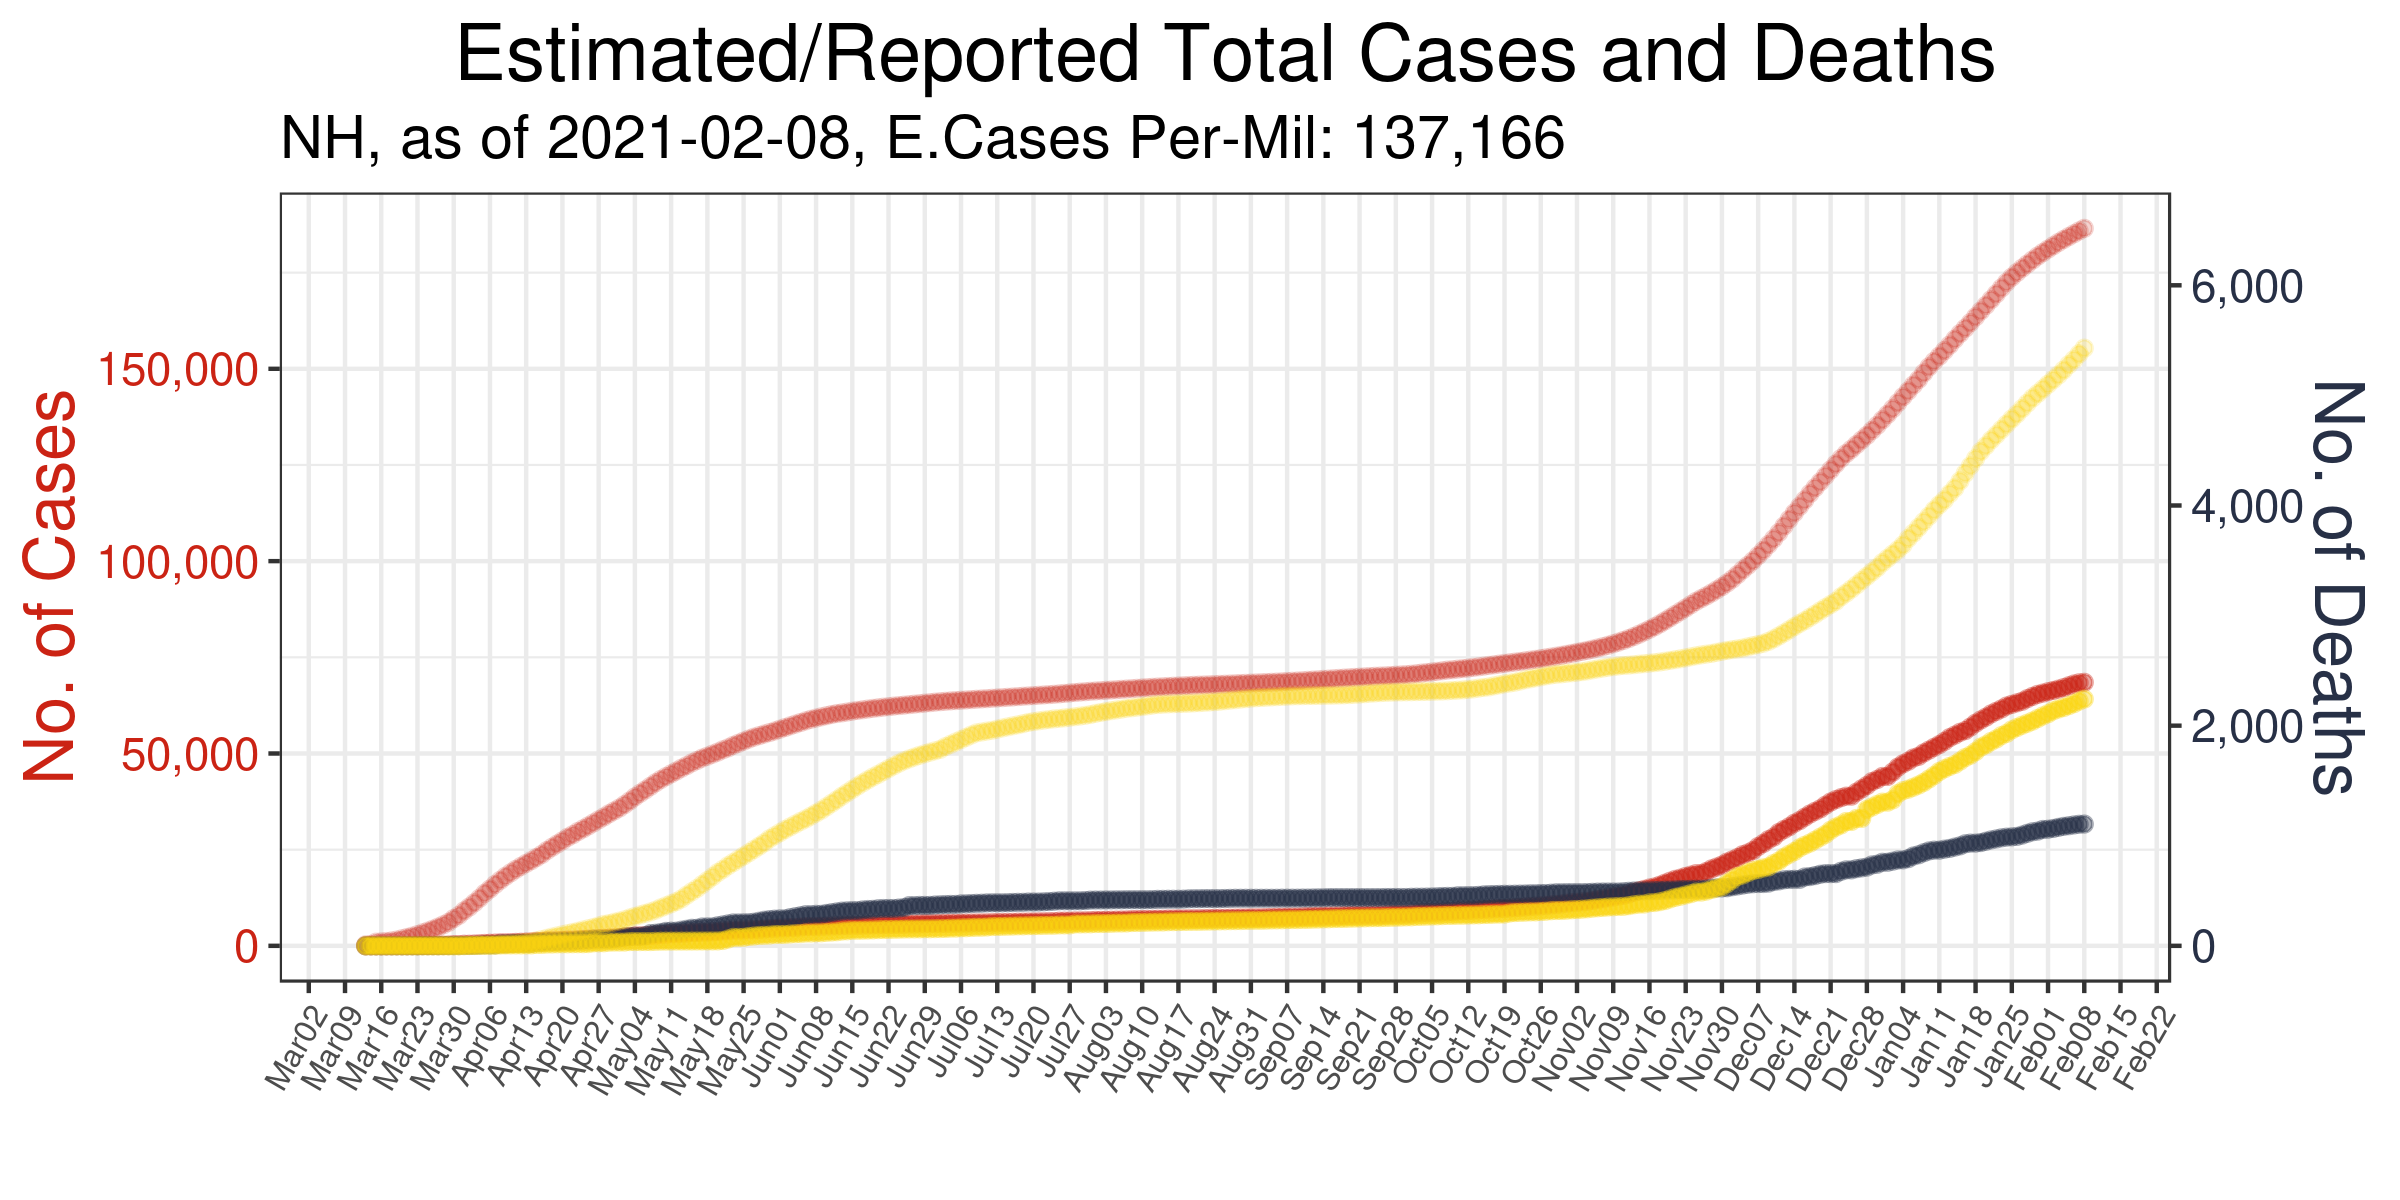 Estimated/Reported Total Cases and Deaths
NH, as of 2021-02-08, E.Cases Per-Mil: 137,166
No. of Cases
150,000
100,000
50,000
0
6,000
4,000
2,000
0
No. of Deaths
Mar02
Mar09
Mar16
Mar23
Mar30
Apr06
Apr13
Apr20
Apr27
May04
May11
May18
May25
Jun01
Jun08
Jun15
Jun22
Jun29
Jul06
Jul13
Jul20
Jul27
Aug03
Aug10
Aug17
Aug24
Aug31
Sep07
Sep14
Sep21
Sep28
Oct05
Oct12
Oct19
Oct26
Nov02
Nov09
Nov16
Nov23
Nov30
Dec07
Dec14
Dec21
Dec28
Jan04
Jan11
Jan18
Jan25
Feb01
Feb08
Feb15
Feb22